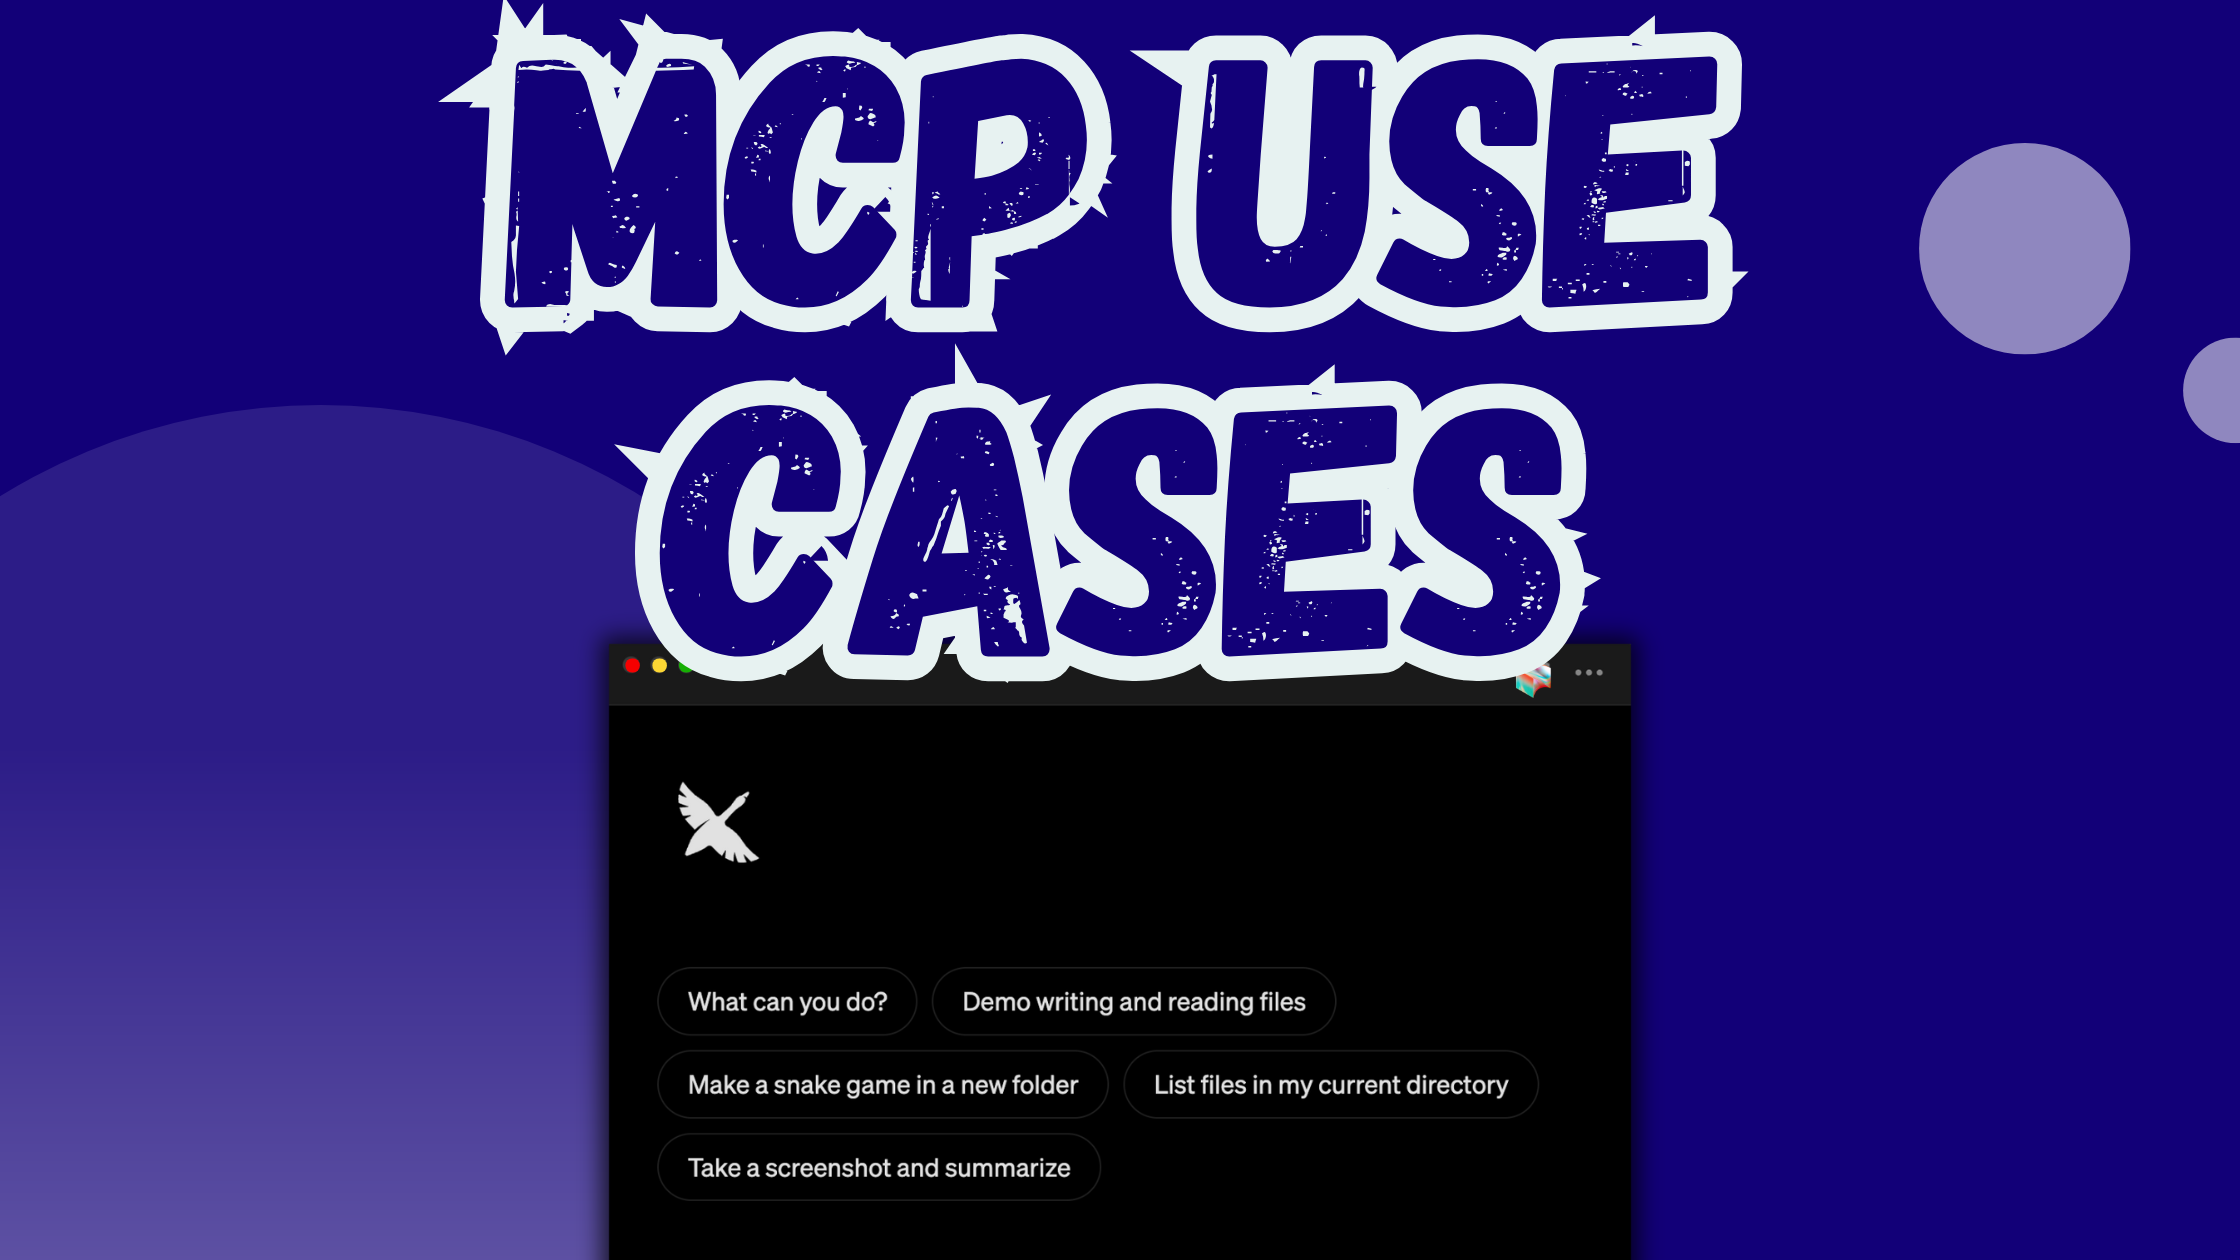 MCP USE
CASES
What can you do?
Demo writing and reading files
Make a snake game in a new folder
List files in my current directory
Take a screenshot and summarize